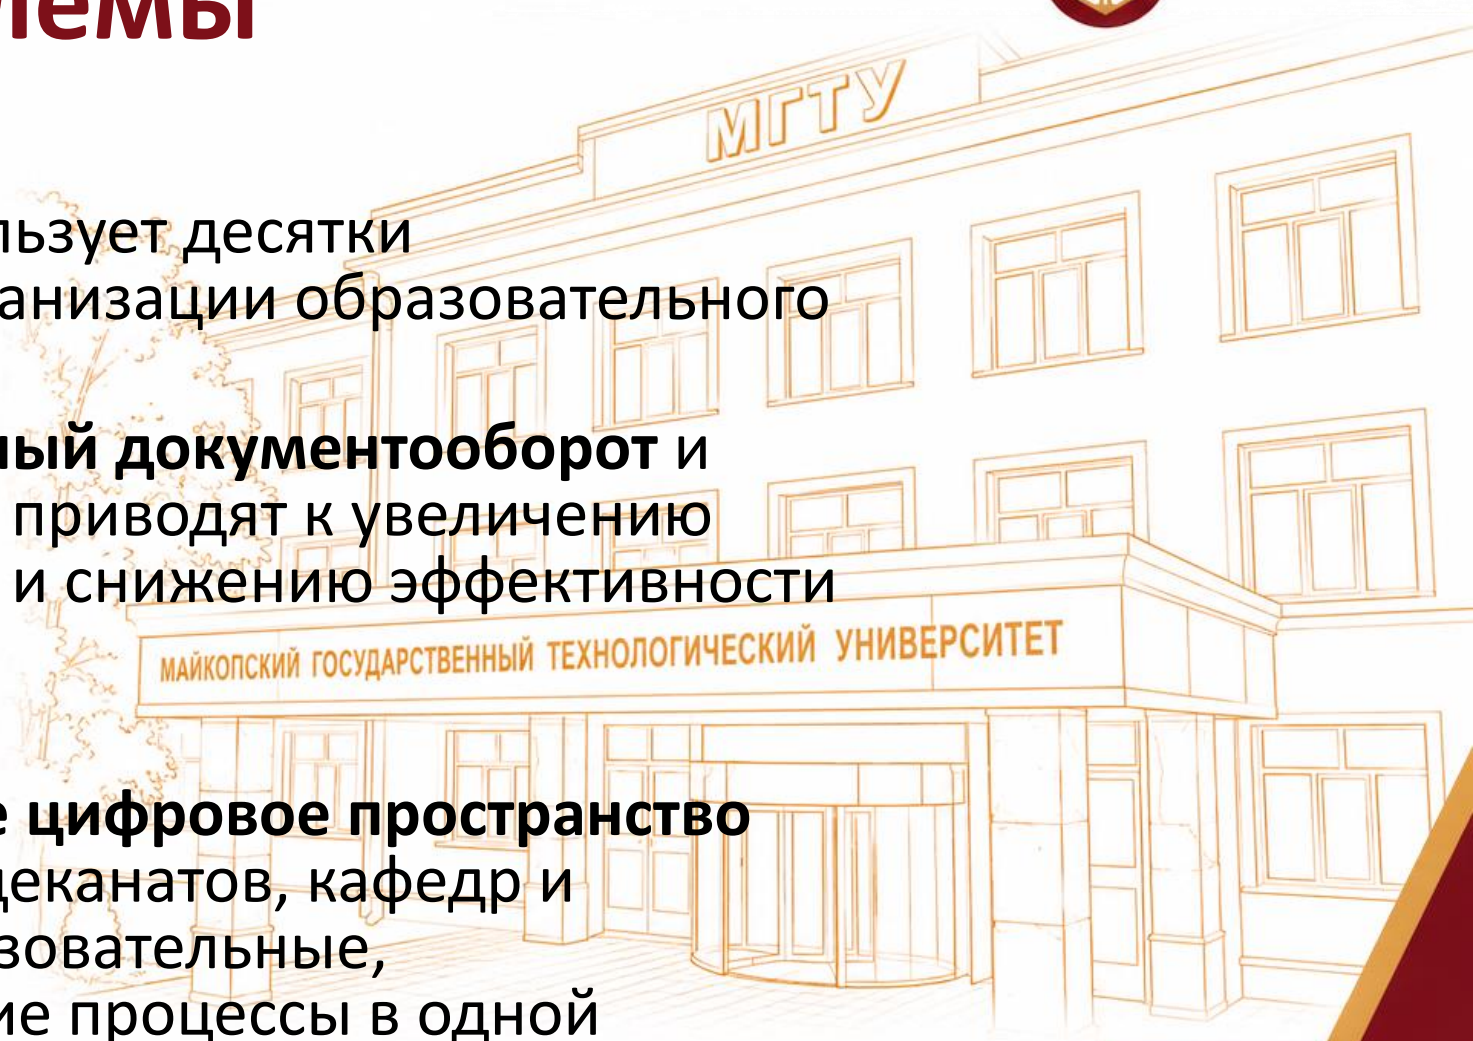 лемы
МГТУ
льзует десятки
анизации образовательного
ный документооборот и
приводят к увеличению
и снижению эффективности
МАЙКОПСКИЙ ГОСУДАРСТВЕННЫЙ ТЕХНОЛОГИЧЕСКИЙ УНИВЕРСИТЕТ
е цифровое пространство
деканатов, кафедр и
зовательные,
ие процессы в одной